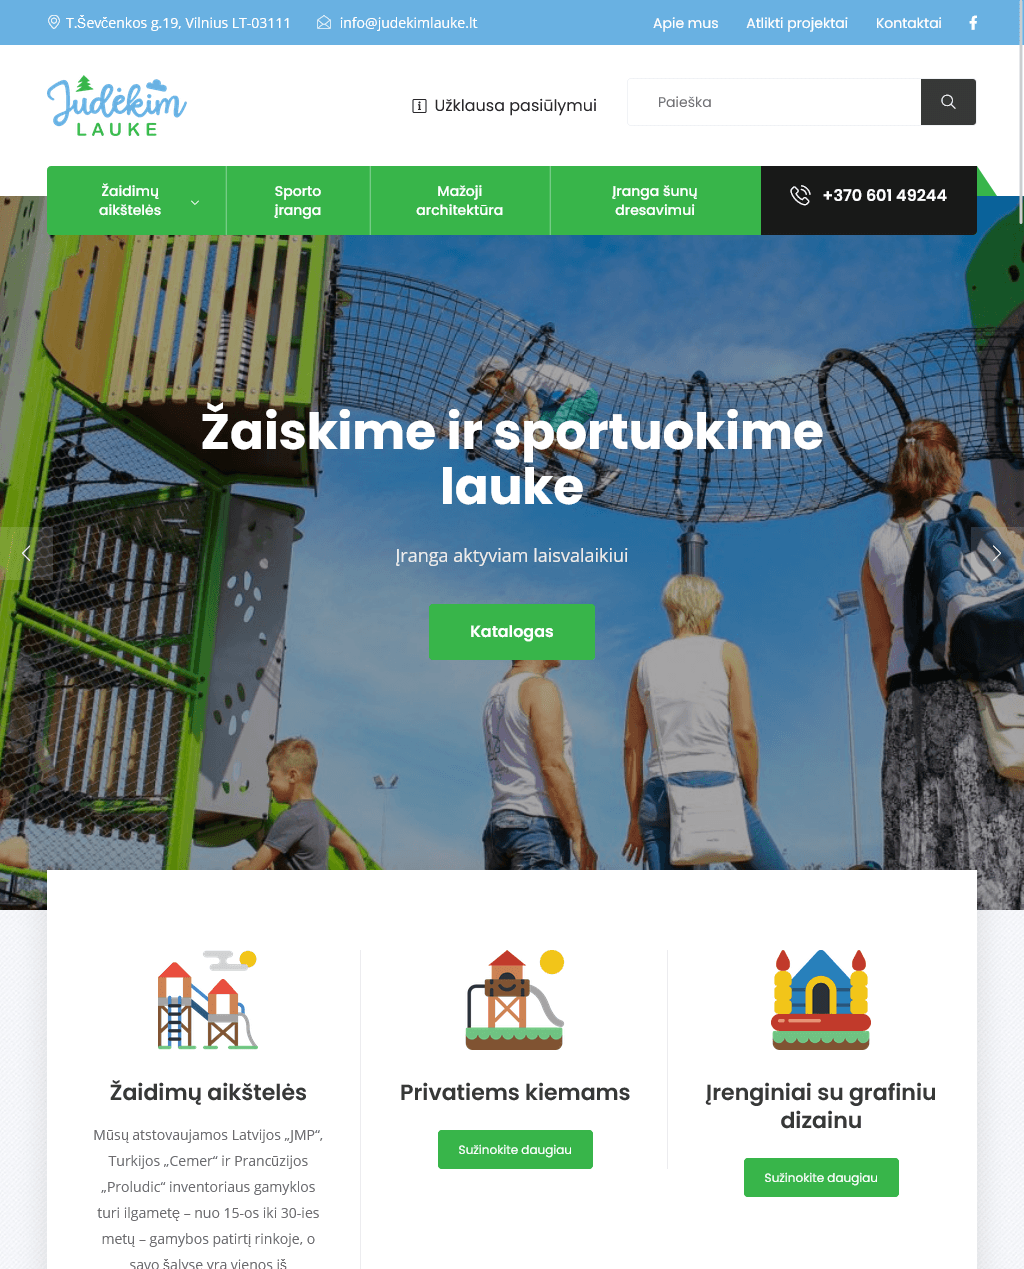 T.Ševčenkos g.19, Vilnius LT-03111
info@judekimlauke.lt
Apie mus
Atlikti projektai
Kontaktai
Judėkim
LAUKE
Užklausa pasiūlymui
Paieška
Žaidimų
aikštelės
Sporto
įranga
Mažoji
architektūra
Įranga šunų
dresavimui
+370 601 49244
Žaiskime ir sportuokime
lauke
Įranga aktyviam laisvalaikiui
Katalogas
Žaidimų aikštelės
Mūsų atstovaujamos Latvijos „JMP“,
Turkijos „Cemer“ ir Prancūzijos
„Proludic“ inventoriaus gamyklos
turi ilgametę – nuo 15-os iki 30-ies
metų – gamybos patirtį rinkoje, o
savo šalyse yra vienos iš
Privatiems kiemams
Sužinokite daugiau
Įrenginiai su grafiniu
dizainu
Sužinokite daugiau